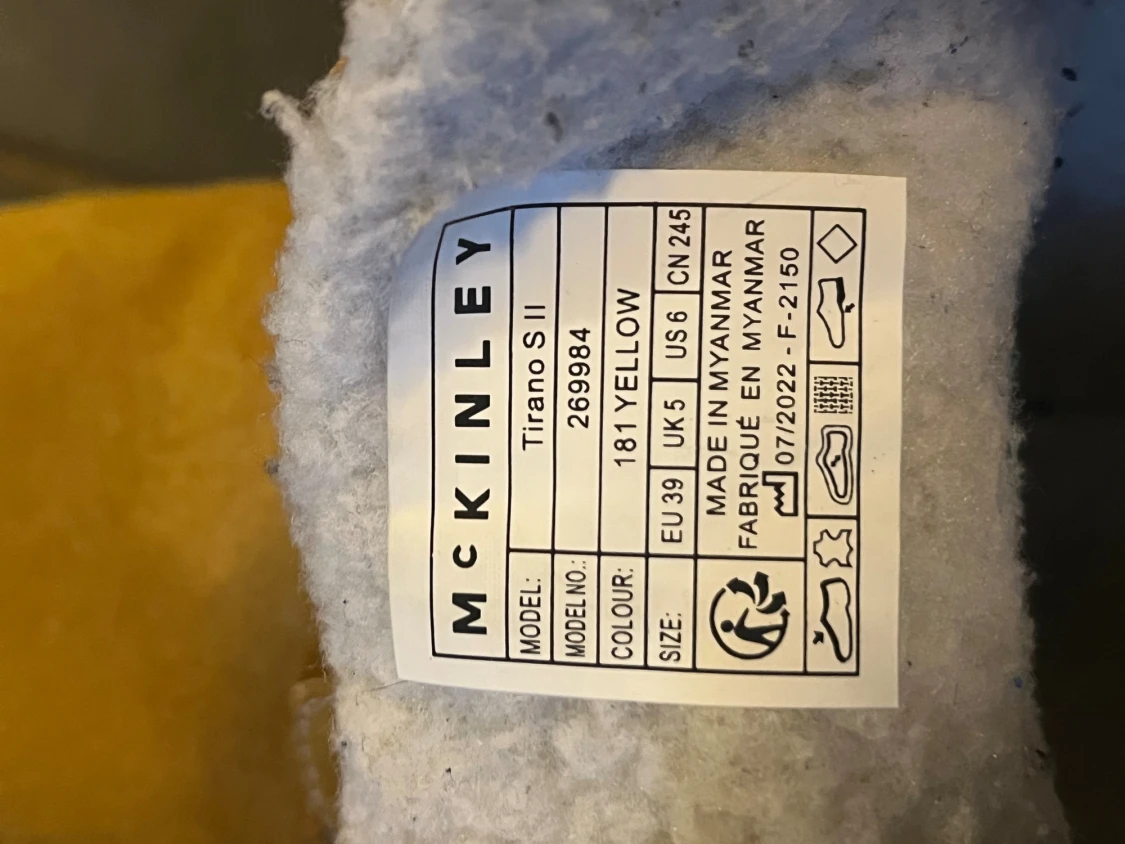 McKINLEY
MODEL: Tirano S II
MODEL NO.: 269984
COLOUR: 181 YELLOW
SIZE: EU 39 UK 5 US 6 CN 245
MADE IN MYANMAR
FABRIQUÉ EN MYANMAR
07/2022 - F-2150